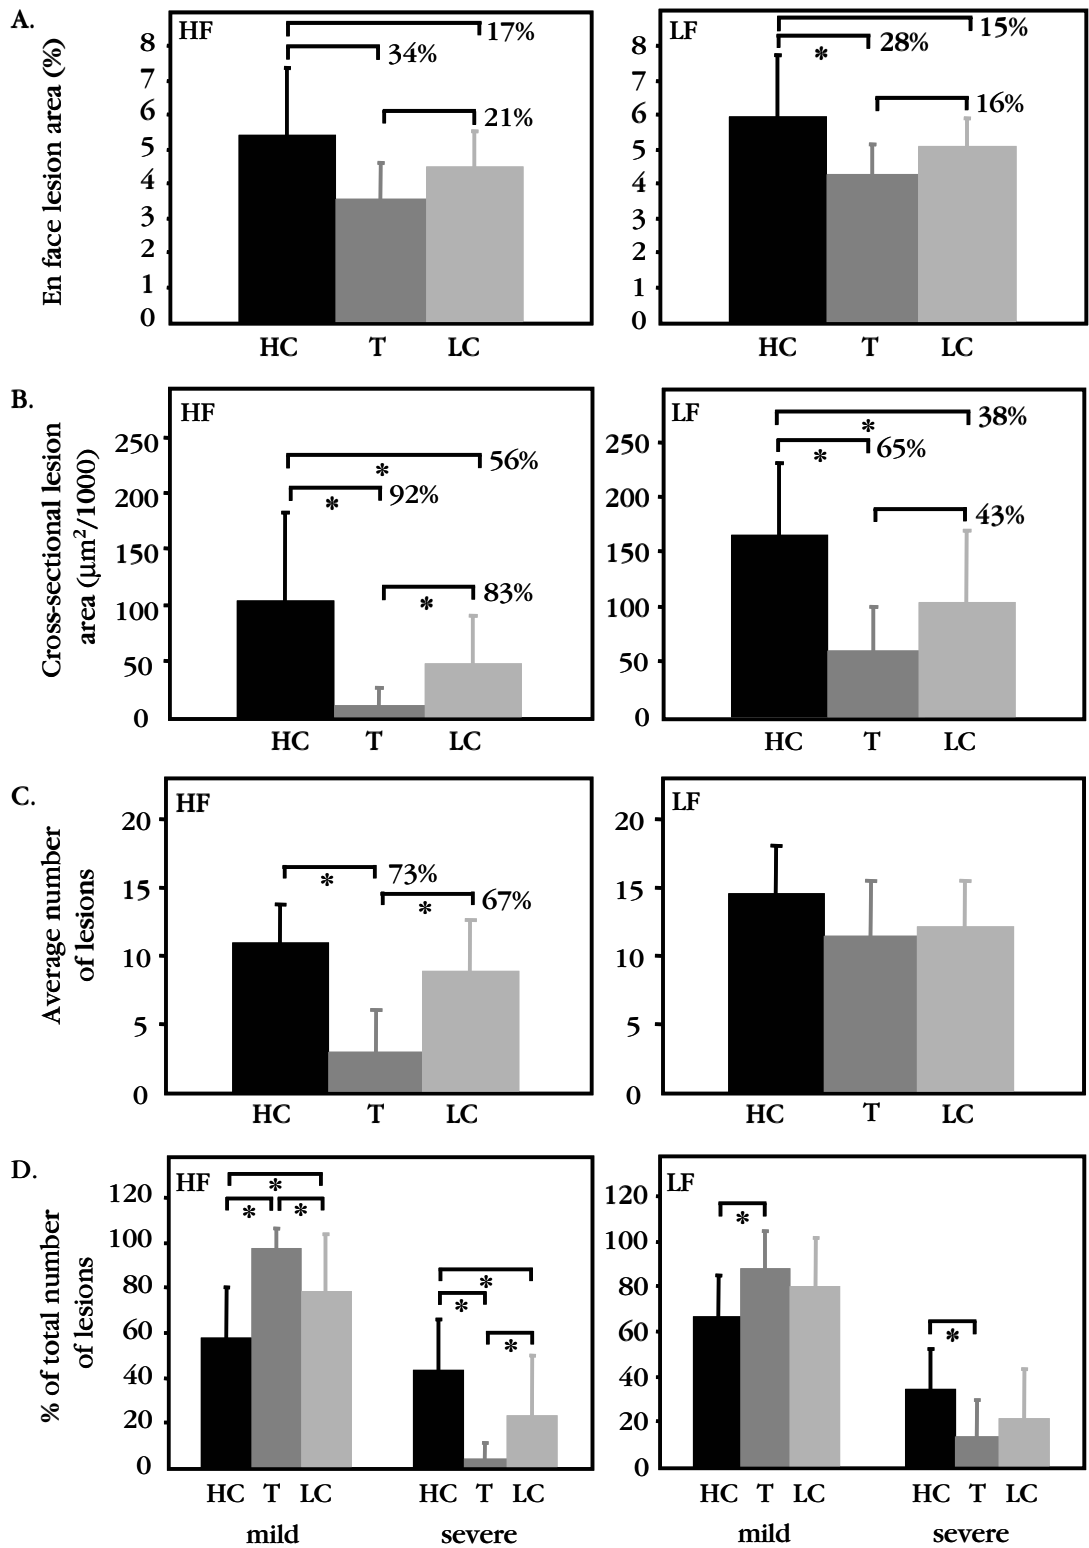 A.
HF
LF
En face lesion area (%)
8
7
6
5
4
3
2
1
0
17%
34%
21%
HC T LC
8
7
6
5
4
3
2
1
0
15%
28%
*
16%
HC T LC
B.
HF
LF
Cross-sectional lesion
area (μm²/1000)
250
200
150
100
50
0
56%
*
92%
*
83%
*
HC T LC
250
200
150
100
50
0
38%
*
65%
*
43%
HC T LC
C.
HF
LF
Average number
of lesions
20
15
10
5
0
73%
*
67%
*
HC T LC
20
15
10
5
0
HC T LC
D.
HF
LF
% of total number
of lesions
120
100
80
60
40
20
0
*
* *
*
*
*
HC T LC HC T LC
mild severe
120
100
80
60
40
20
0
*
*
HC T LC HC T LC
mild severe